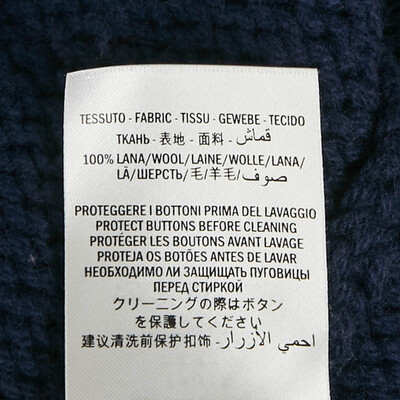 TESSUTO - FABRIC - TISSU - GEWEBE - TECIDO
ТКАНЬ - 表地 - 面料 - قماش
100% LANA/WOOL/LAINE/WOLLE/LANA/
LÃ/ШЕРСТЬ/毛/羊毛/صوف
PROTEGGERE I BOTTONI PRIMA DEL LAVAGGIO
PROTECT BUTTONS BEFORE CLEANING
PROTÉGER LES BOUTONS AVANT LAVAGE
PROTEJA OS BOTÕES ANTES DE LAVAR
НЕОБХОДИМО ЛИ ЗАЩИЩАТЬ ПУГОВИЦЫ
ПЕРЕД СТИРКОЙ
クリーニングの際はボタン
を保護してください
建议清洗前保护扣饰 - احمي الأزرار